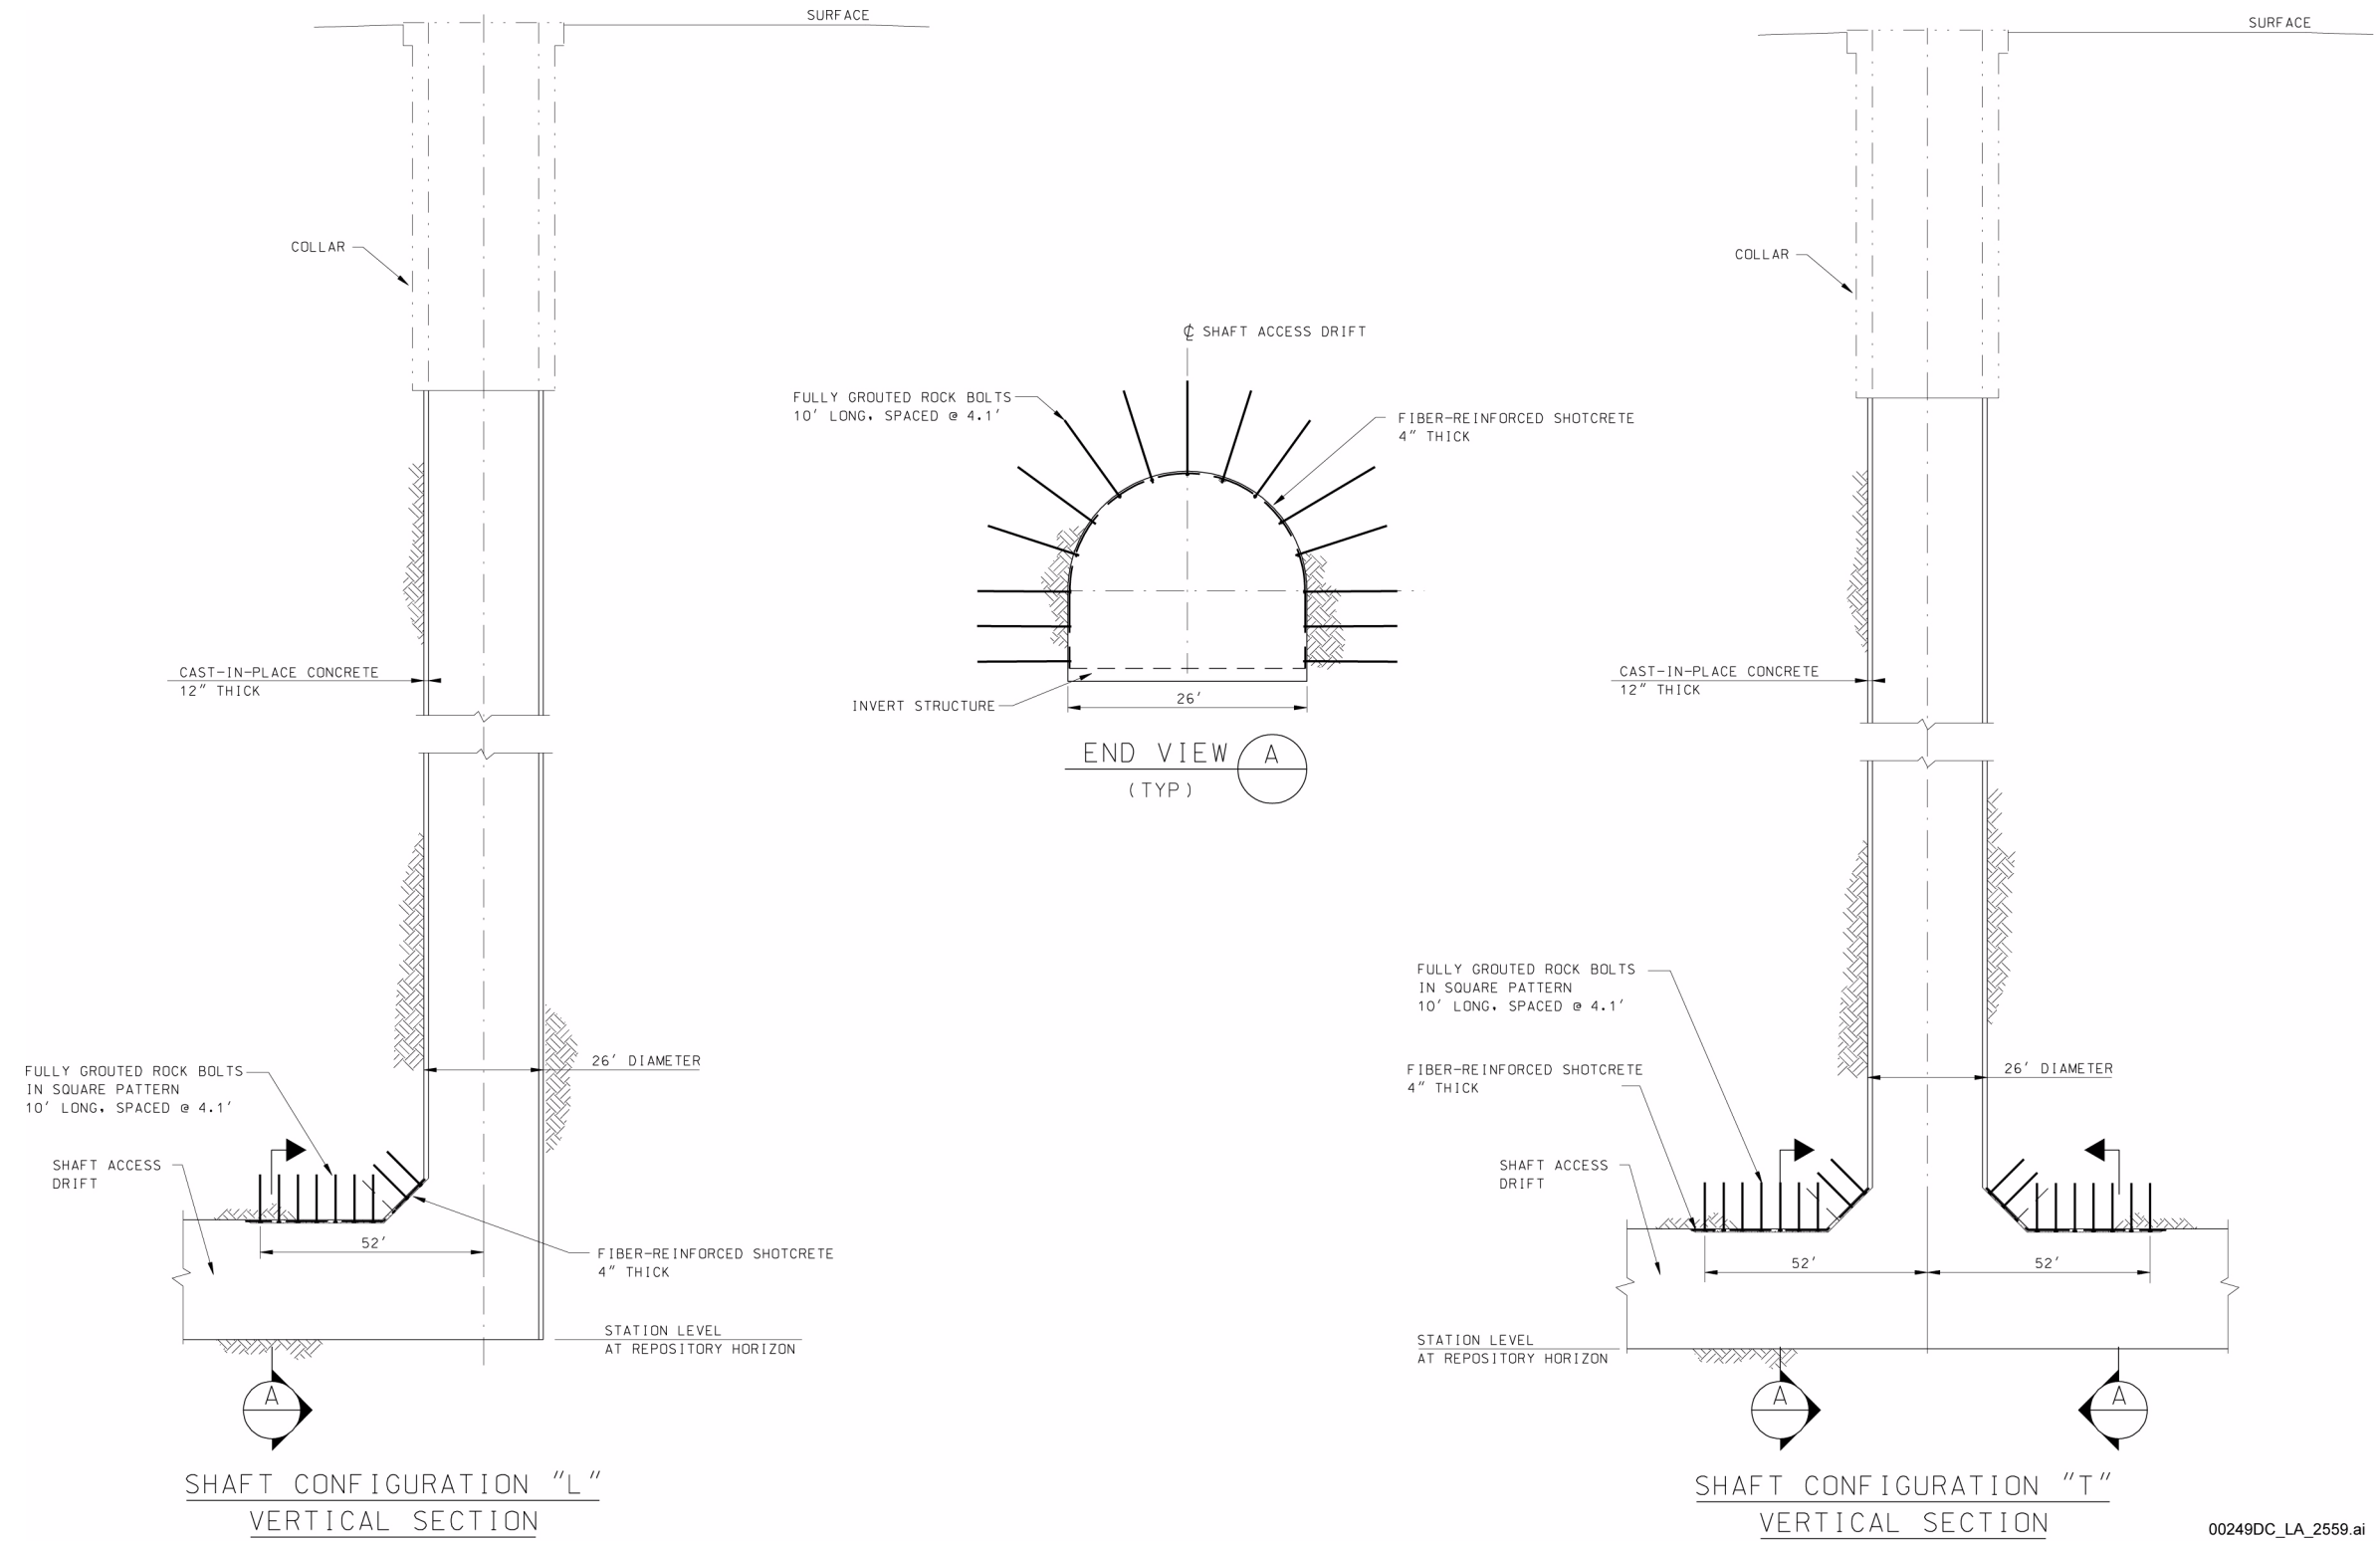 SURFACE
COLLAR
CAST-IN-PLACE CONCRETE
12" THICK
26' DIAMETER
FULLY GROUTED ROCK BOLTS
IN SQUARE PATTERN
10' LONG, SPACED @ 4.1'
SHAFT ACCESS
DRIFT
52'
FIBER-REINFORCED SHOTCRETE
4" THICK
STATION LEVEL
AT REPOSITORY HORIZON
A
SHAFT CONFIGURATION "L"
VERTICAL SECTION
℄ SHAFT ACCESS DRIFT
FULLY GROUTED ROCK BOLTS
10' LONG, SPACED @ 4.1'
FIBER-REINFORCED SHOTCRETE
4" THICK
INVERT STRUCTURE
26'
END VIEW A
(TYP)
SURFACE
COLLAR
CAST-IN-PLACE CONCRETE
12" THICK
FULLY GROUTED ROCK BOLTS
IN SQUARE PATTERN
10' LONG, SPACED @ 4.1'
FIBER-REINFORCED SHOTCRETE
4" THICK
26' DIAMETER
SHAFT ACCESS
DRIFT
52' 52'
STATION LEVEL
AT REPOSITORY HORIZON
A A
SHAFT CONFIGURATION "T"
VERTICAL SECTION
00249DC_LA_2559.ai